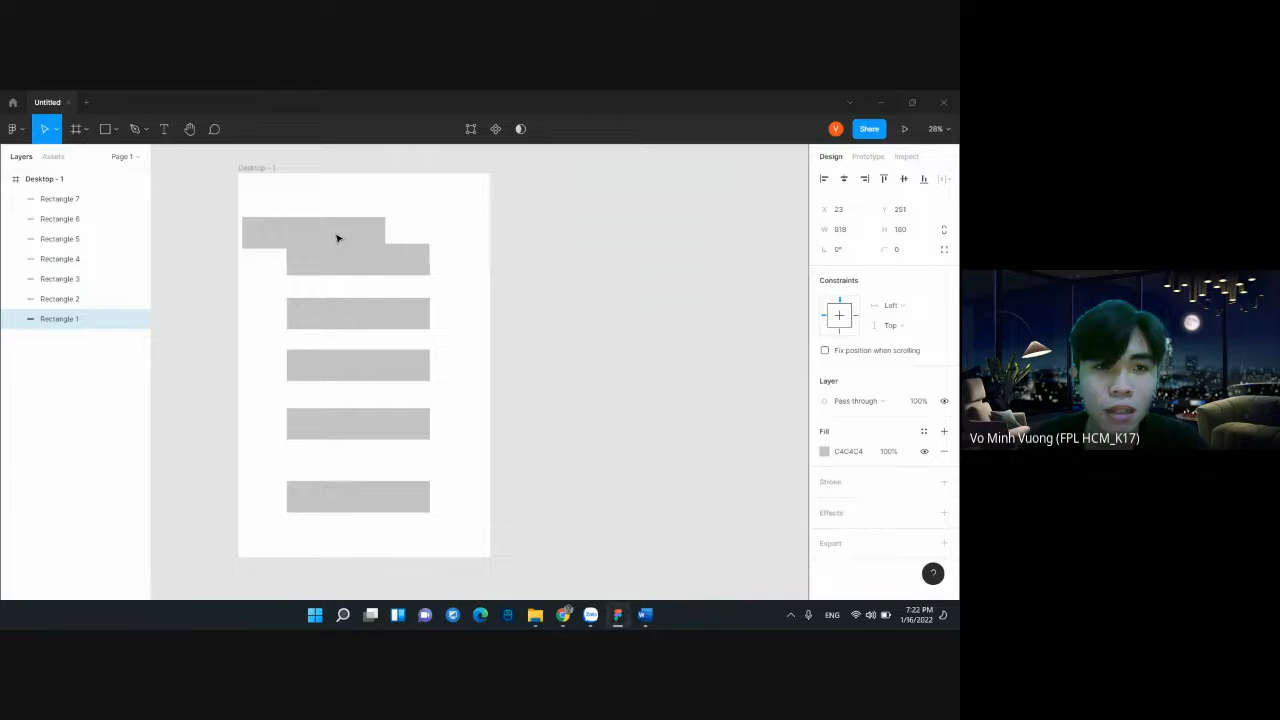 Untitled
Share
28%
Layers
Assets
Page 1
Design
Prototype
Inspect
Desktop - 1
Desktop - 1
Rectangle 7
Rectangle 6
Rectangle 5
Rectangle 4
Rectangle 3
Rectangle 2
Rectangle 1
X 23
Y 251
W 818
H 180
0°
0
Constraints
Left
Top
Fix position when scrolling
Layer
Pass through
100%
Fill
C4C4C4
100%
Stroke
Effects
Export
?
V
Zalo
W
ENG
7:22 PM
1/16/2022
Vo Minh Vuong (FPL HCM_K17)